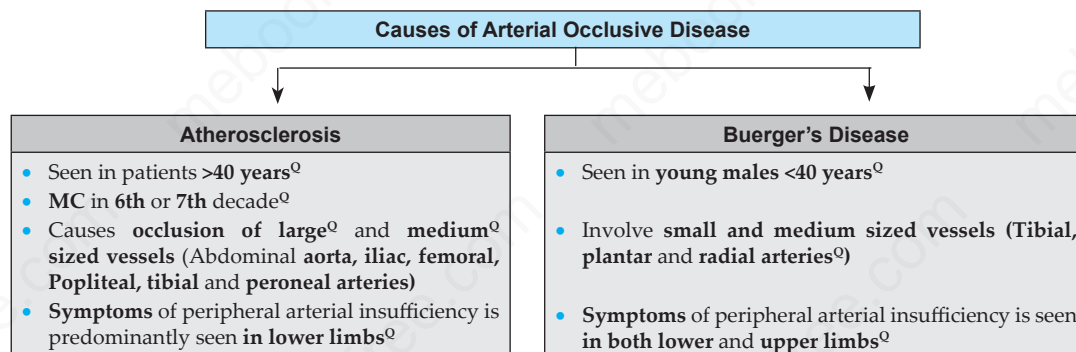 Causes of Arterial Occlusive Disease
Atherosclerosis
• Seen in patients >40 yearsQ
• MC in 6th or 7th decadeQ
• Causes occlusion of largeQ and mediumQ
sized vessels (Abdominal aorta, iliac, femoral,
Popliteal, tibial and peroneal arteries)
• Symptoms of peripheral arterial insufficiency is
predominantly seen in lower limbsQ
Buerger's Disease
• Seen in young males <40 yearsQ
• Involve small and medium sized vessels (Tibial,
plantar and radial arteriesQ)
• Symptoms of peripheral arterial insufficiency is seen
in both lower and upper limbsQ